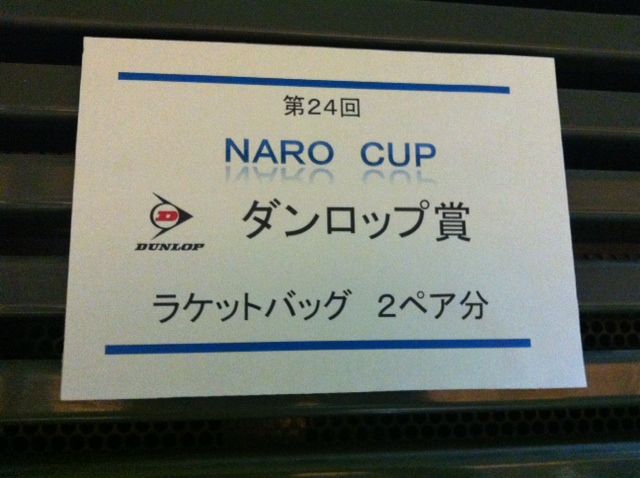 第24回
NARO CUP
D
DUNLOP
ダンロップ賞
ラケットバッグ 2ペア分